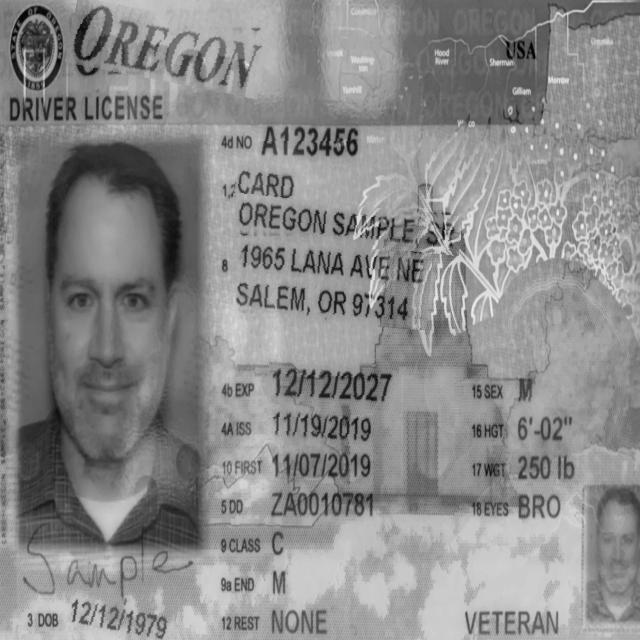 OREGON
USA
DRIVER LICENSE
Hood River
Sherman
Gilliam
Morrow
Yamhill
4d NO A123456
1,2 CARD
OREGON SAMPLE
8 1965 LANA AVE NE
SALEM, OR 97314
4b EXP 12/12/2027
15 SEX M
4A ISS 11/19/2019
16 HGT 6'-02"
10 FIRST 11/07/2019
17 WGT 250 lb
5 DD ZA0010781
18 EYES BRO
9 CLASS C
9a END M
Sample
3 DOB 12/12/1979
12 REST NONE
VETERAN